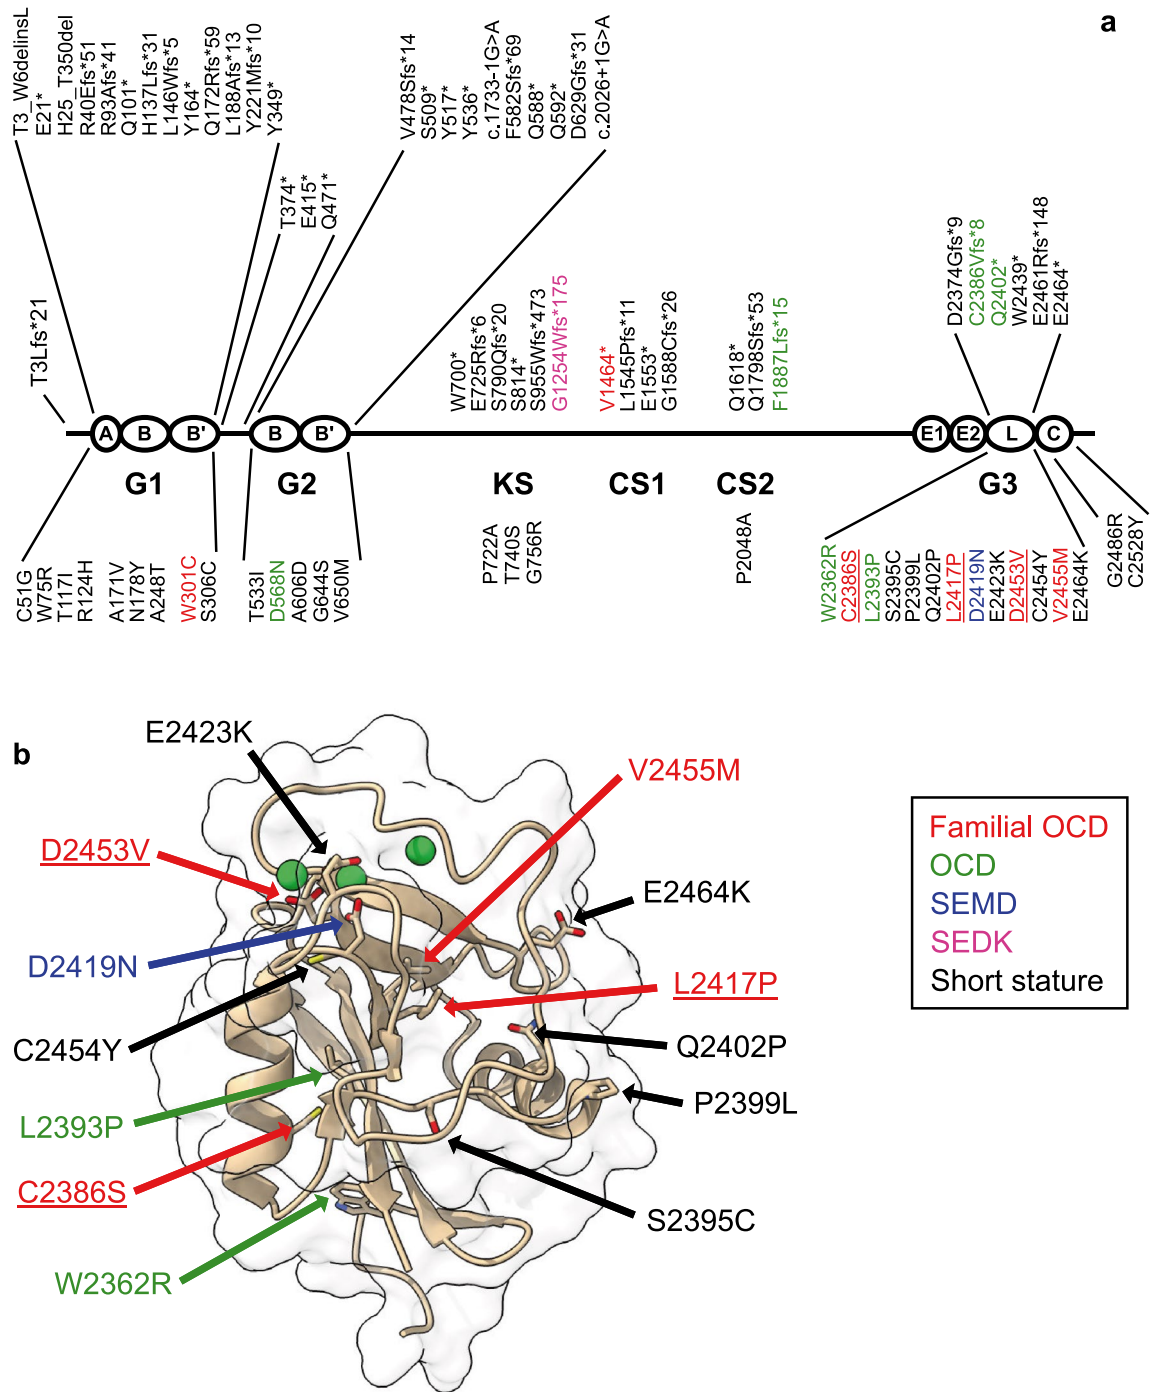 a
T3_W6delinsL
E21*
H25_T350del
R40Efs*51
R93Afs*41
Q101*
H137Lfs*31
L146Wfs*5
Y164*
Q172Rfs*59
L188Afs*13
Y221Mfs*10
Y349*
V478Sfs*14
S509*
Y517*
Y536*
c.1733-1G>A
F582Sfs*69
Q589*
Q592*
D629Gfs*31
c.2026+1G>A
T374*
E415*
Q471*
T3Lfs*21
W700*
E725Rfs*6
S790Qfs*20
S814*
S955Wfs*473
G1254Wfs*175
V1464*
L1545Pfs*11
E1553*
G1588Cfs*26
Q1618*
Q1798Sfs*53
F1887Lfs*15
D2374Gfs*9
C2386Vfs*8
Q2402*
W2439*
E2461Rfs*148
E2464*
A B B' B B' E1 E2 L C
G1 G2 KS CS1 CS2 G3
C51G
W75R
T117I
R124H
A171V
N178Y
A248T
W301C
S306C
T533I
D568N
A606D
G644S
V650M
P722A
T740S
G756R
P2048A
W2362R
C2386S
L2393P
S2395C
P2399L
Q2402P
L2417P
D2419N
E2423K
D2453V
C2454Y
V2455M
E2464K
G2486R
C2528Y
b
E2423K
V2455M
D2453V
E2464K
D2419N
L2417P
C2454Y
Q2402P
L2393P
P2399L
C2386S
S2395C
W2362R
Familial OCD
OCD
SEMD
SEDK
Short stature